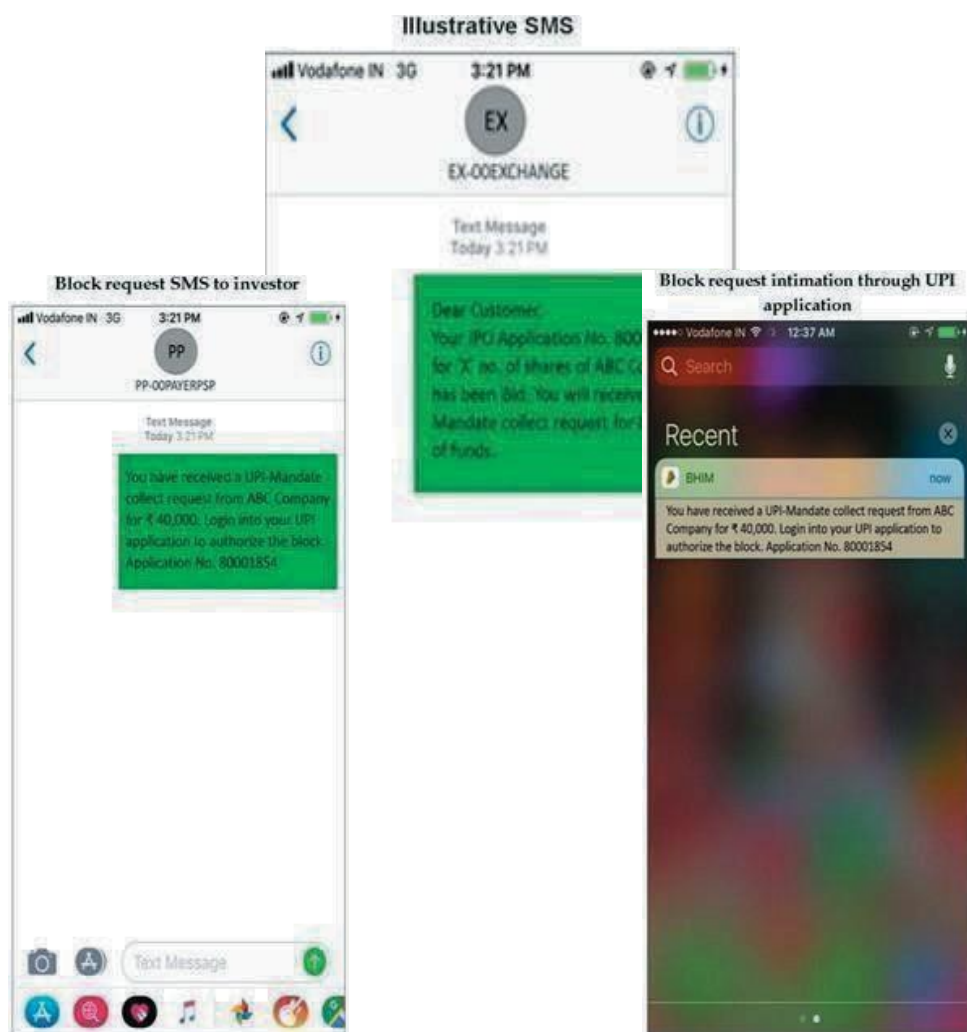 Illustrative SMS
Vodafone IN 3G 3:21 PM
EX
EX-00EXCHANGE
Text Message
Today 3:21 PM
Dear Customer,
Your IPO Application No. 800
for 'X' no. of shares of ABC Co
has been Bid. You will receive
Mandate collect request for
of funds.
Block request SMS to investor
Vodafone IN 3G 3:21 PM
PP
PP-00PAYERPSP
Text Message
Today 3:21 PM
You have received a UPI-Mandate
collect request from ABC Company
for ₹ 40,000. Login into your UPI
application to authorize the block.
Application No. 80001854
Text Message
Block request intimation through UPI
application
Vodafone IN 12:37 AM
Search
Recent
BHIM now
You have received a UPI-Mandate collect request from ABC
Company for ₹ 40,000. Login into your UPI application to
authorize the block. Application No. 80001854